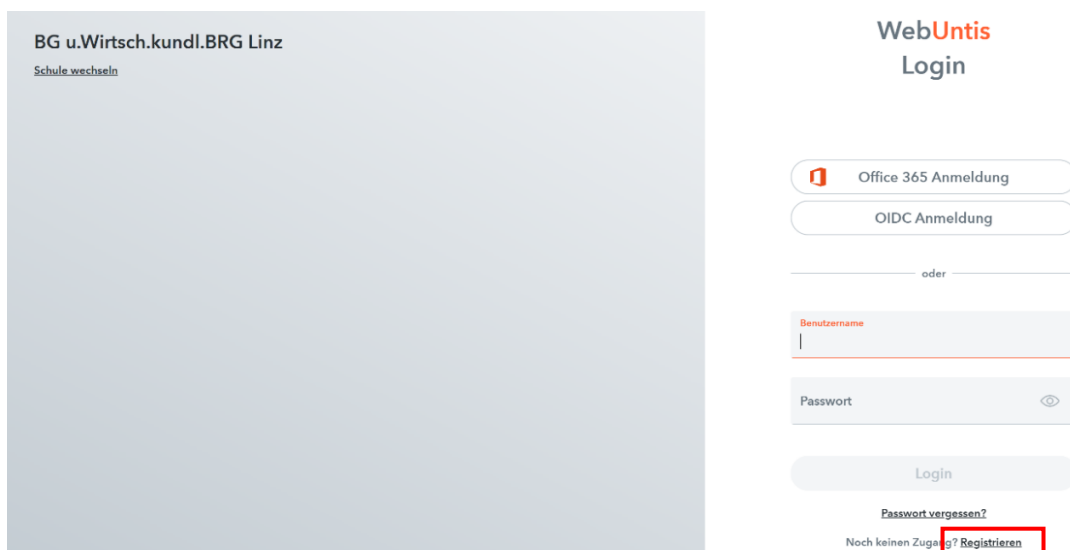 BG u.Wirtsch.kundl.BRG Linz
Schule wechseln
WebUntis
Login
Office 365 Anmeldung
OIDC Anmeldung
oder
Benutzername
Passwort
Login
Passwort vergessen?
Noch keinen Zugang? Registrieren